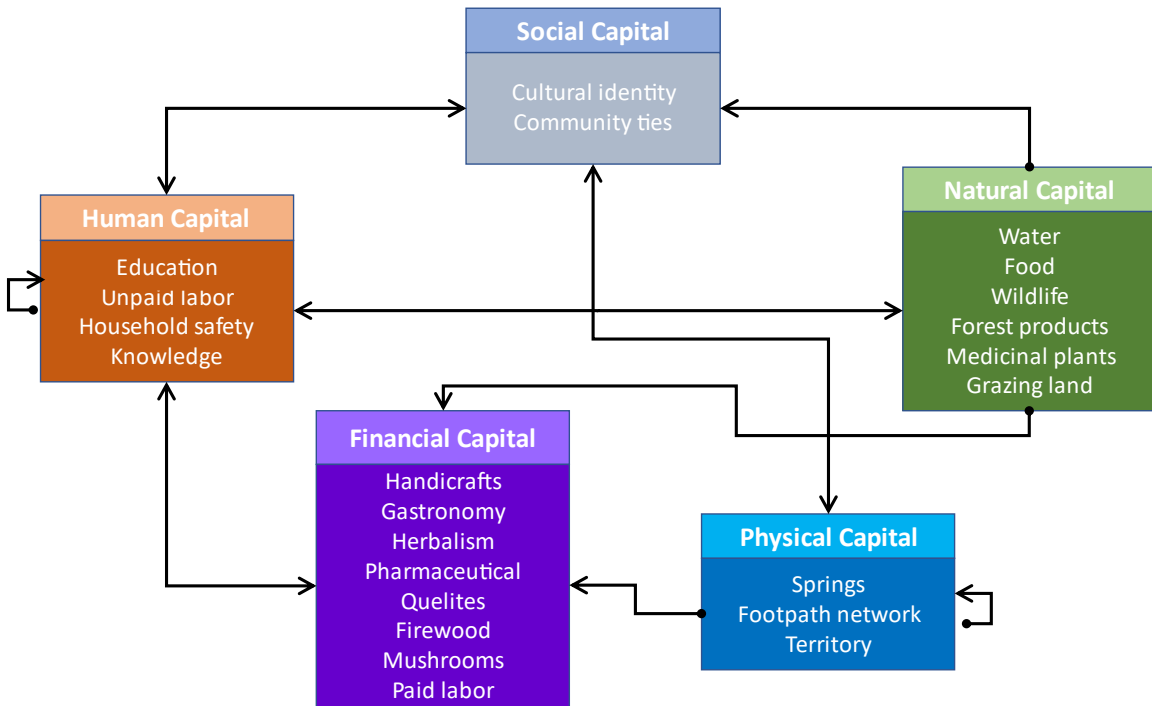 Social Capital
Cultural identity
Community ties
Natural Capital
Water
Food
Wildlife
Forest products
Medicinal plants
Grazing land
Human Capital
Education
Unpaid labor
Household safety
Knowledge
Financial Capital
Handicrafts
Gastronomy
Herbalism
Pharmaceutical
Quelites
Firewood
Mushrooms
Paid labor
Physical Capital
Springs
Footpath network
Territory